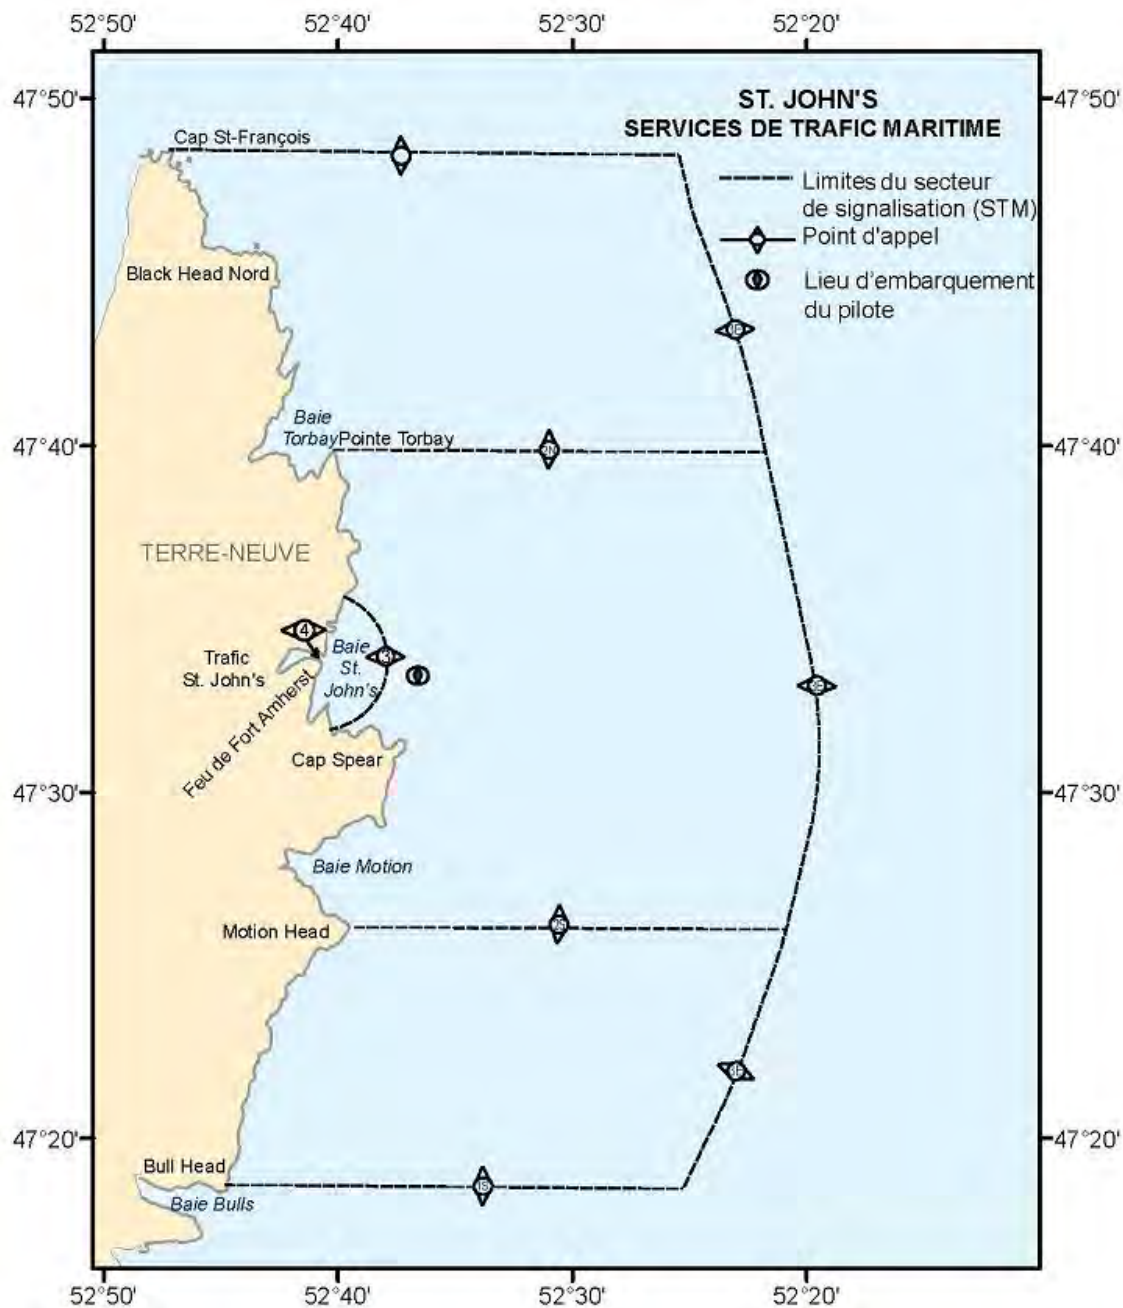 52°50' 52°40' 52°30' 52°20'
47°50' 47°50'
ST. JOHN'S
SERVICES DE TRAFIC MARITIME
Cap St-François
Limites du secteur
de signalisation (STM)
Point d'appel
Lieu d'embarquement
du pilote
Black Head Nord
Baie
Torbay
Pointe Torbay
47°40' 47°40'
2N
TERRE-NEUVE
4
Baie
St.
John's
3
Trafic
St. John's
Feu de Fort Amherst
Cap Spear
47°30' 47°30'
Baie Motion
Motion Head
2S
47°20' 47°20'
Bull Head
1S
Baie Bulls
52°50' 52°40' 52°30' 52°20'